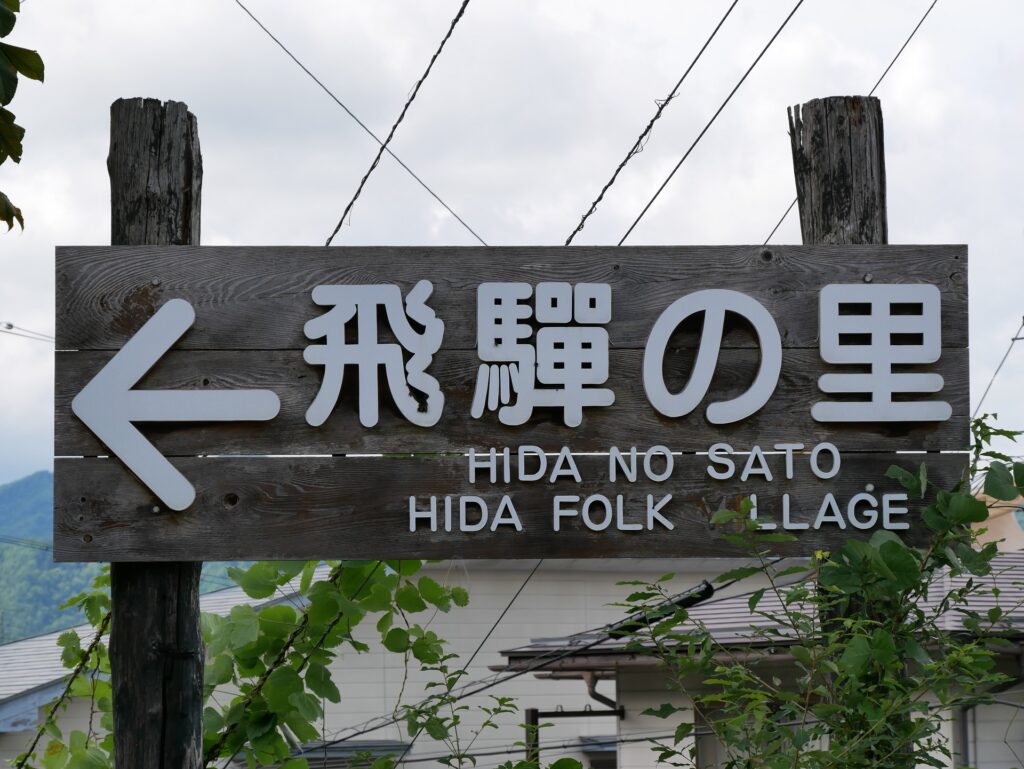 飛驒の里
HIDA NO SATO
HIDA FOLK VILLAGE